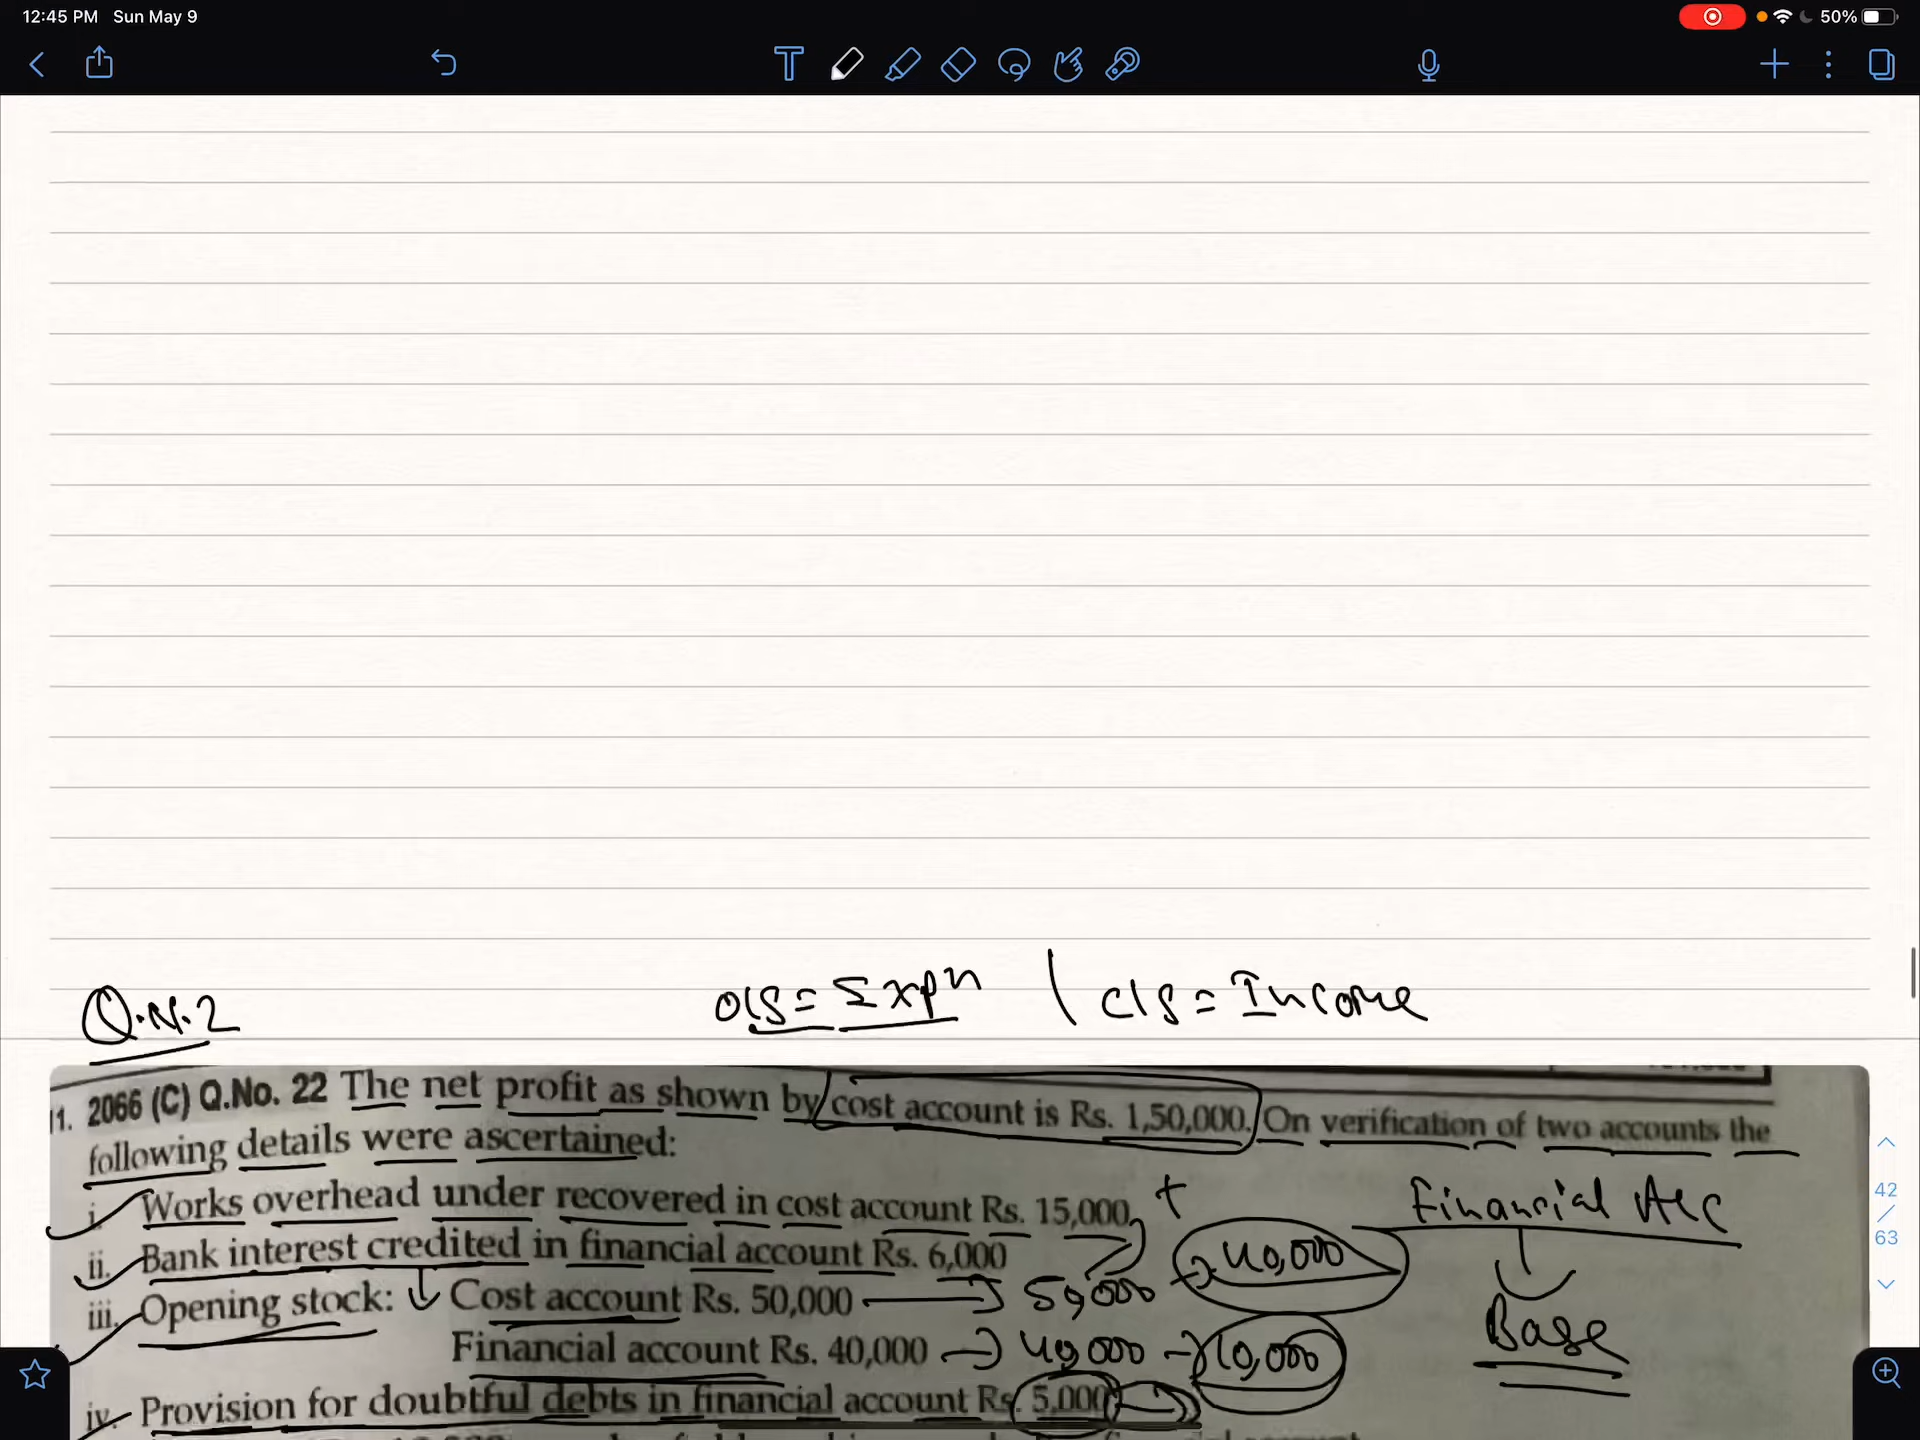 12:45 PM Sun May 9
50%
Q.N.2
O/S = Expn | C/S = Income
11. 2066 (C) Q.No. 22 The net profit as shown by cost account is Rs. 1,50,000. On verification of two accounts the
following details were ascertained:
i. Works overhead under recovered in cost account Rs. 15,000 +
Financial A/c
ii. Bank interest credited in financial account Rs. 6,000
40,000
iii. Opening stock: Cost account Rs. 50,000 → 50,000 →
Financial account Rs. 40,000 → 40,000 → 10,000
Base
iv. Provision for doubtful debts in financial account Rs. 5,000
42
/
63